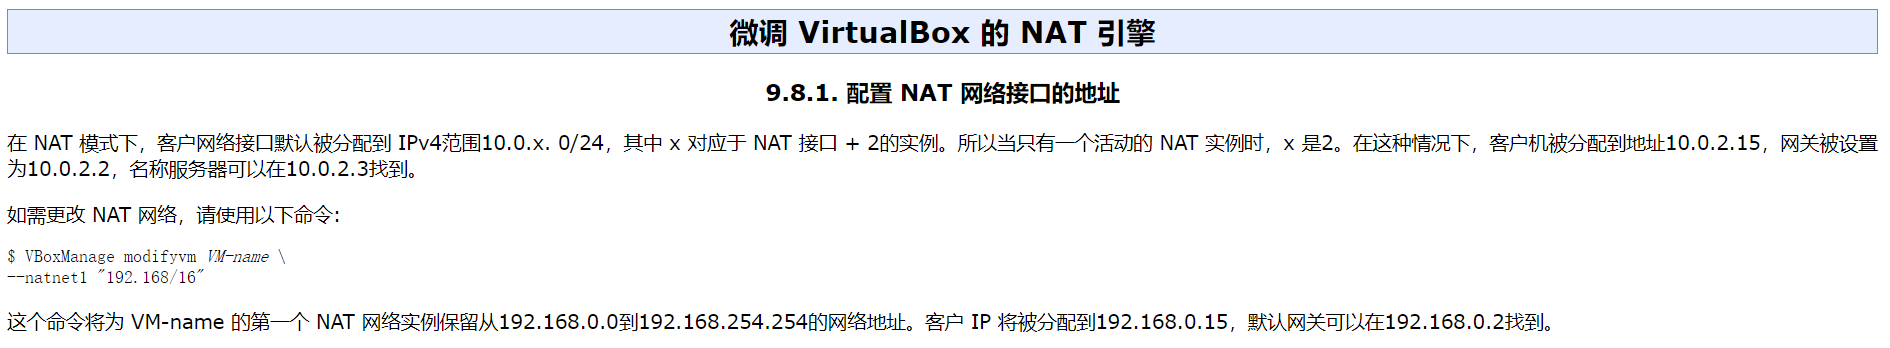 微调 VirtualBox 的 NAT 引擎
9.8.1. 配置 NAT 网络接口的地址
在 NAT 模式下，客户网络接口默认被分配到 IPv4范围10.0.x. 0/24，其中 x 对应于 NAT 接口 + 2的实例。所以当只有一个活动的 NAT 实例时，x 是2。在这种情况下，客户机被分配到地址10.0.2.15，网关被设置
为10.0.2.2，名称服务器可以在10.0.2.3找到。
如需更改 NAT 网络，请使用以下命令:
$ VBoxManage modifyvm VM-name \
--natnet1 "192.168/16"
这个命令将为 VM-name 的第一个 NAT 网络实例保留从192.168.0.0到192.168.254.254的网络地址。客户 IP 将被分配到192.168.0.15，默认网关可以在192.168.0.2找到。